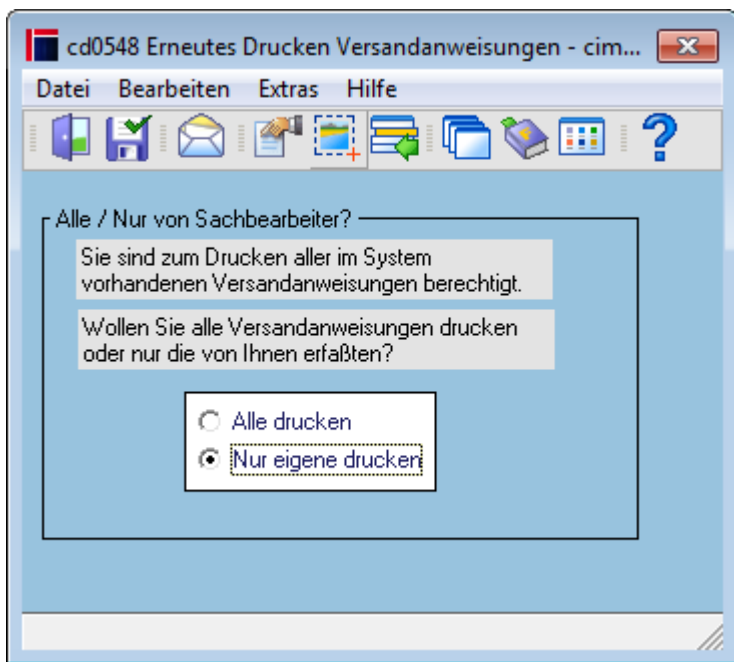 cd0548 Erneutes Drucken Versandanweisungen - cim...
Datei Bearbeiten Extras Hilfe
Alle / Nur von Sachbearbeiter?
Sie sind zum Drucken aller im System
vorhandenen Versandanweisungen berechtigt.
Wollen Sie alle Versandanweisungen drucken
oder nur die von Ihnen erfaßten?
Alle drucken
Nur eigene drucken